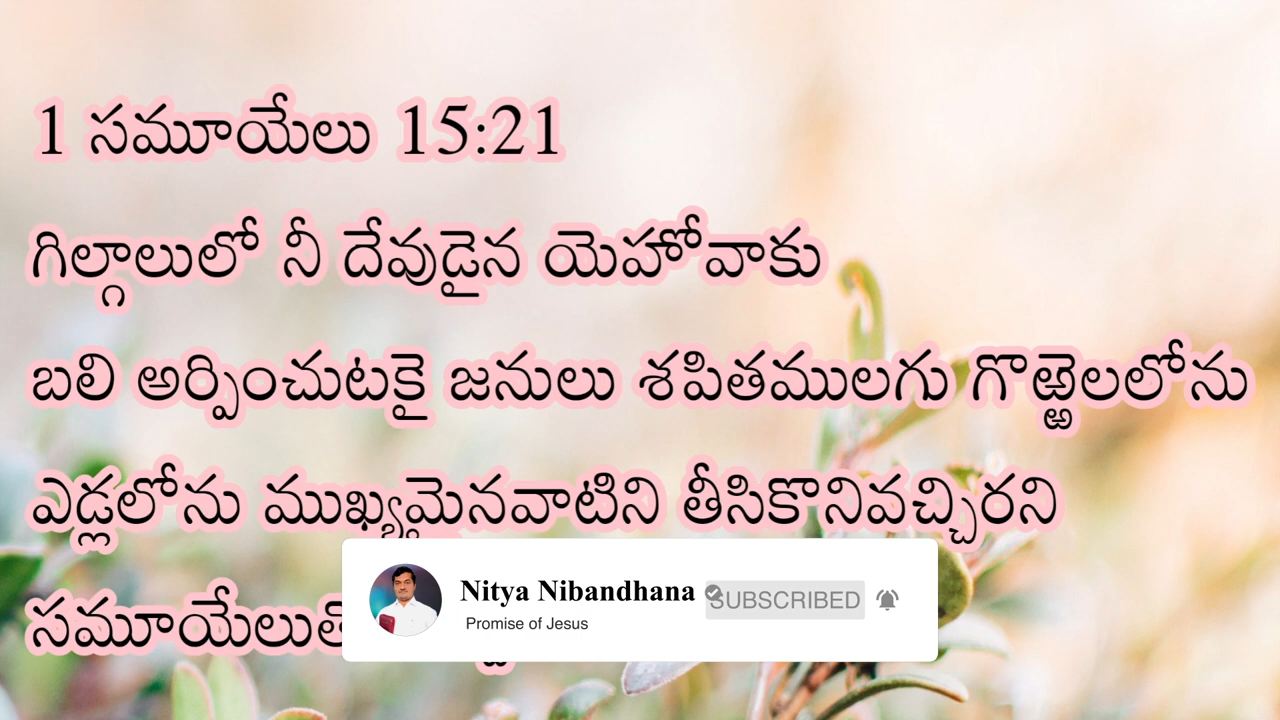 1 సమూయేలు 15:21
గిల్గాలులో నీ దేవుడైన యెహోవాకు
బలి అర్పించుటకై జనులు శపితములగు గొఱ్ఱెలలోను
ఎడ్లలోను ముఖ్యమైనవాటిని తీసికొనివచ్చిరని
Nitya Nibandhana
SUBSCRIBED
Promise of Jesus